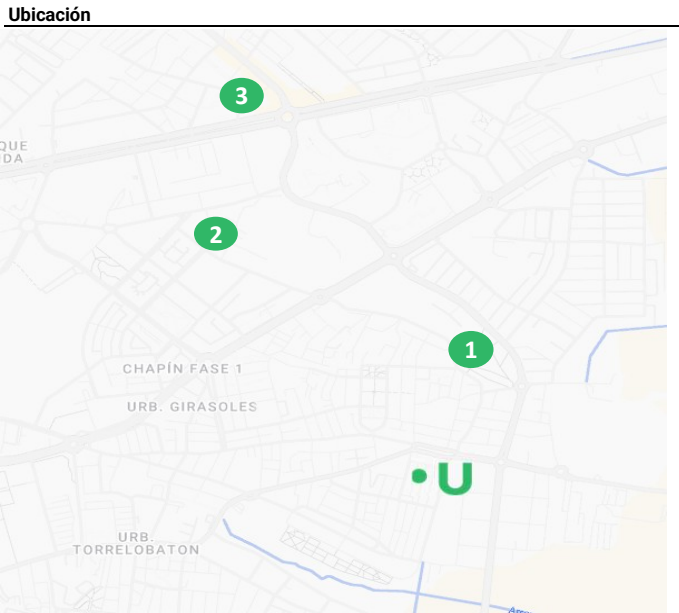 Ubicación
3
QUE
DA
2
1
CHAPÍN FASE 1
URB. GIRASOLES
U
URB.
TORRELOBATON